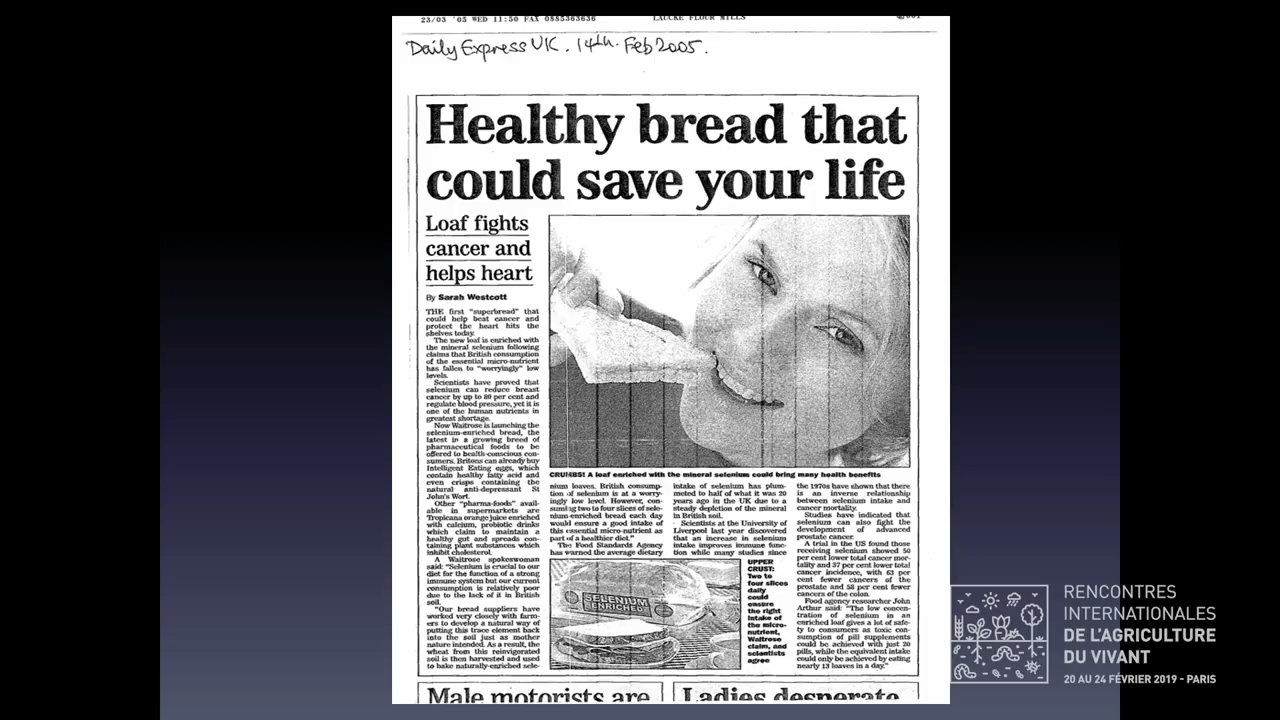 23/03 '05 WED 11:50 FAX 0885363636 LAUCKE FLOUR MILLS
Daily Express UK. 14th. Feb 2005.
Healthy bread that
could save your life
Loaf fights
cancer and
helps heart
By Sarah Westcott
THE first "superbread" that
could help beat cancer and
protect the heart hits the
shelves today.
The new loaf is enriched with
the mineral selenium following
claims that British consumption
of the essential micro-nutrient
has fallen to "worryingly" low
levels.
Scientists have proved that
selenium can reduce breast
cancer by up to 80 per cent and
regulate blood pressure, yet it is
one of the human nutrients in
greatest shortage.
Now Waitrose is launching the
selenium-enriched bread, the
latest in a growing breed of
pharmaceutical foods to be
offered to health-conscious con-
sumers. Britons can already buy
Intelligent Eating eggs, which
contain healthy fatty acid and
even crisps containing the
natural anti-depressant St
John's Wort.
Other "pharma-foods" avail-
able in supermarkets are
Tropicana orange juice enriched
with calcium, probiotic drinks
which claim to maintain a
healthy gut and spreads con-
taining plant substances which
inhibit cholesterol.
A Waitrose spokeswoman
said: "Selenium is crucial to our
diet for the function of a strong
immune system but our current
consumption is relatively poor
due to the lack of it in British
soil.
"Our bread suppliers have
worked very closely with farm-
ers to develop a natural way of
putting this trace element back
into the soil just as mother
nature intended. As a result, the
wheat from this reinvigorated
soil is then harvested and used
to bake naturally-enriched sele-
CRUMBS! A loaf enriched with the mineral selenium could bring many health benefits
nium loaves. British consump-
tion of selenium is at a worry-
ingly low level. However, con-
suming two to four slices of sele-
nium-enriched bread each day
would ensure a good intake of
this essential micro-nutrient as
part of a healthier diet."
The Food Standards Agency
has warned the average dietary
intake of selenium has plum-
meted to half of what it was 20
years ago in the UK due to a
steady depletion of the mineral
in British soil.
Scientists at the University of
Liverpool last year discovered
that an increase in selenium
intake improves immune func-
tion while many studies since
SELENIUM
ENRICHED
UPPER
CRUST:
Two to
four slices
daily
could
ensure
the right
intake of
the micro-
nutrient,
Waitrose
claim, and
scientists
agree
the 1970s have shown that there
is an inverse relationship
between selenium intake and
cancer mortality.
Studies have indicated that
selenium can also fight the
development of advanced
prostate cancer.
A trial in the US found those
receiving selenium showed 50
per cent lower total cancer mor-
tality and 37 per cent lower total
cancer incidence, with 63 per
cent fewer cancers of the
prostate and 58 per cent fewer
cancers of the colon.
Food agency researcher John
Arthur said: "The low concen-
tration of selenium in an
enriched loaf gives a lot of safe-
ty to consumers as toxic con-
sumption of pill supplements
could be achieved with just 20
pills, while the equivalent intake
could only be achieved by eating
nearly 13 loaves in a day."
Male motorists are
Ladies desperate
RENCONTRES
INTERNATIONALES
DE L'AGRICULTURE
DU VIVANT
20 AU 24 FÉVRIER 2019 - PARIS